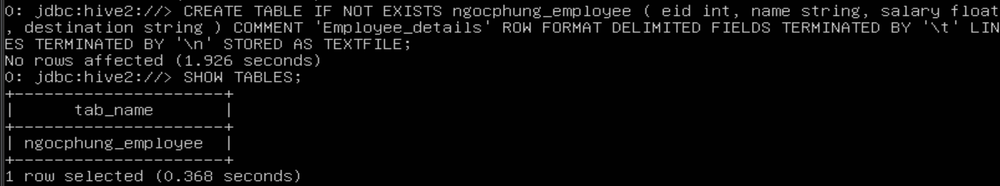 0: jdbc:hive2://> CREATE TABLE IF NOT EXISTS ngocphung_employee ( eid int, name string, salary float
, destination string ) COMMENT 'Employee_details' ROW FORMAT DELIMITED FIELDS TERMINATED BY '\t' LIN
ES TERMINATED BY '\n' STORED AS TEXTFILE;
No rows affected (1.926 seconds)
0: jdbc:hive2://> SHOW TABLES;
+---------------------+
|      tab_name       |
+---------------------+
| ngocphung_employee  |
+---------------------+
1 row selected (0.368 seconds)